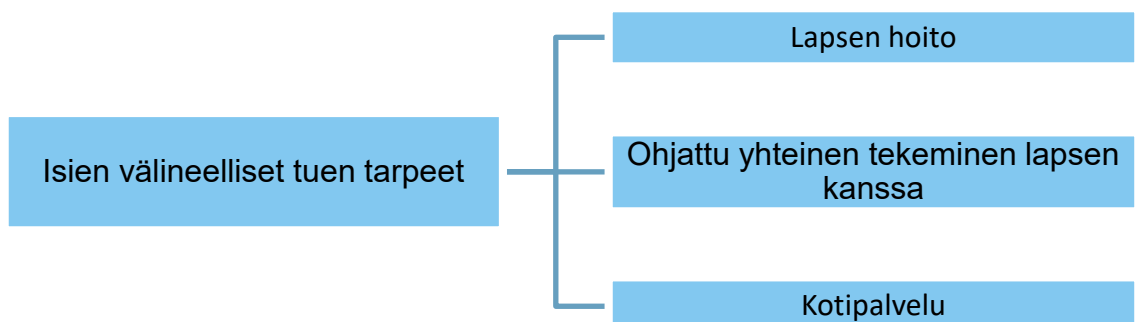 Lapsen hoito
Isien välineelliset tuen tarpeet
Ohjattu yhteinen tekeminen lapsen
kanssa
Kotipalvelu